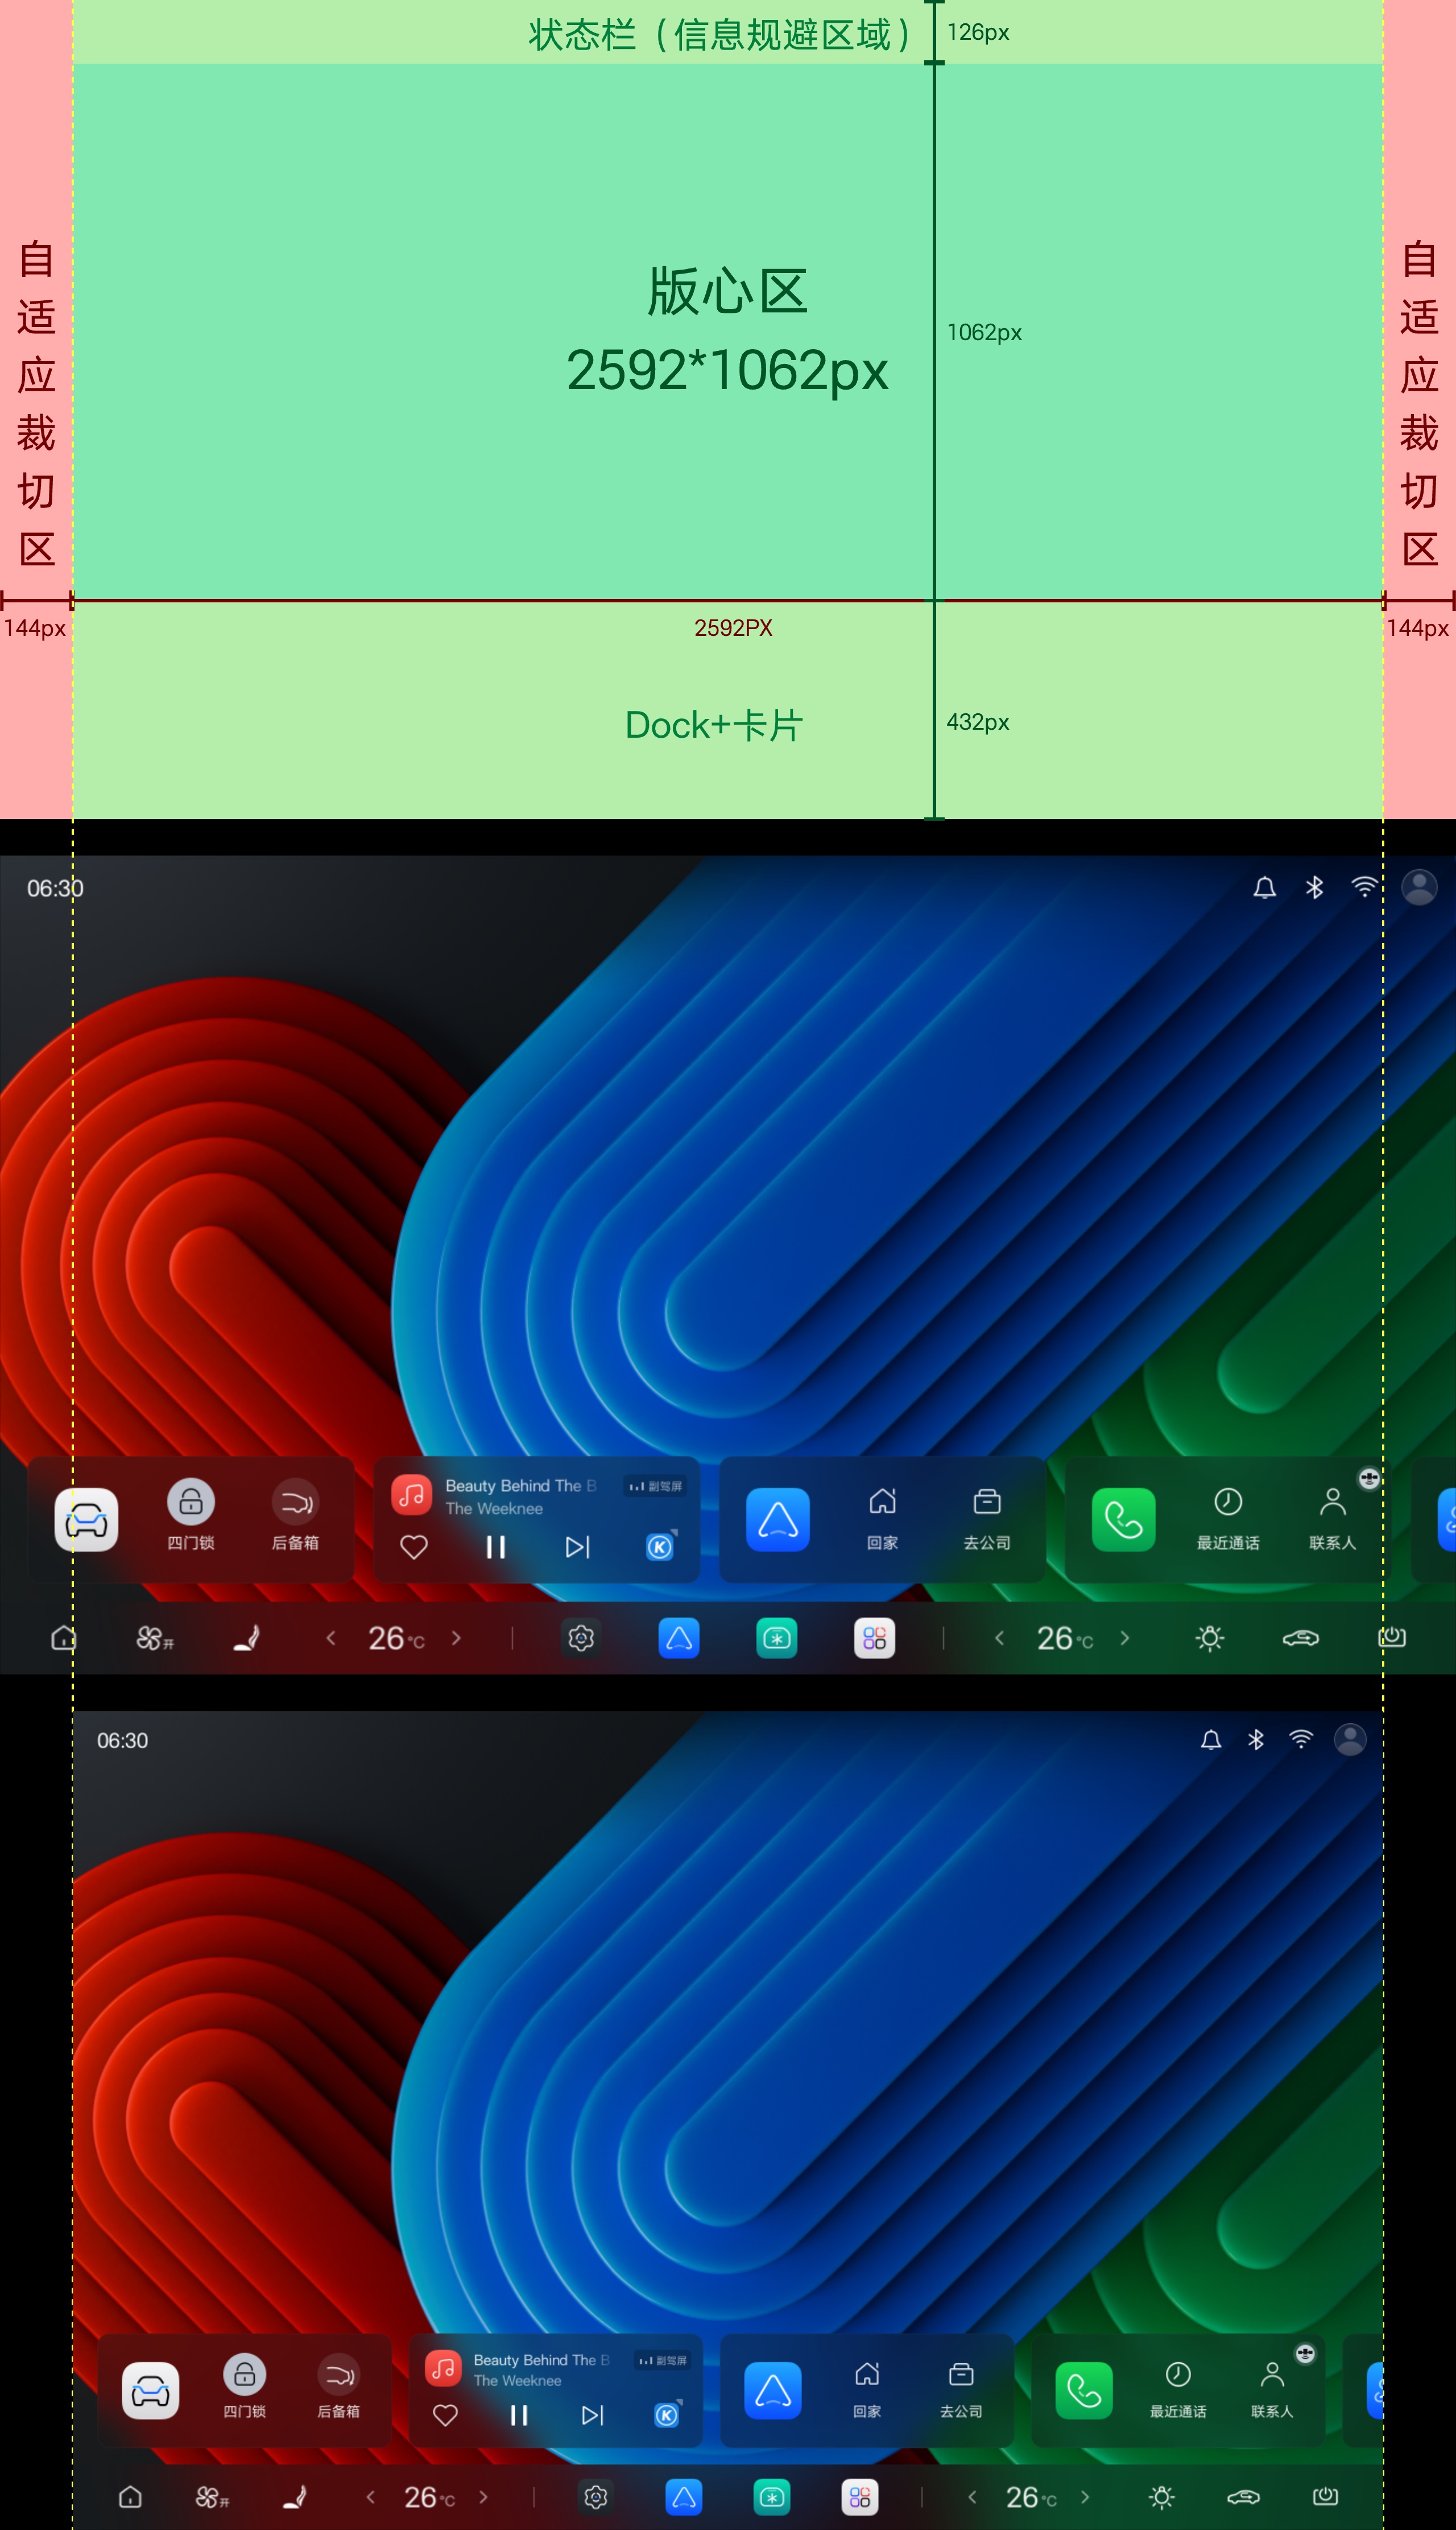 状态栏（信息规避区域）
126px
版心区
2592*1062px
1062px
自适应裁切区
自适应裁切区
144px
2592PX
144px
Dock+卡片
432px
06:30
四门锁
后备箱
Beauty Behind The B
The Weeknee
副驾屏
回家
去公司
最近通话
联系人
开
26°C
26°C
06:30
四门锁
后备箱
Beauty Behind The B
The Weeknee
副驾屏
回家
去公司
最近通话
联系人
开
26°C
26°C